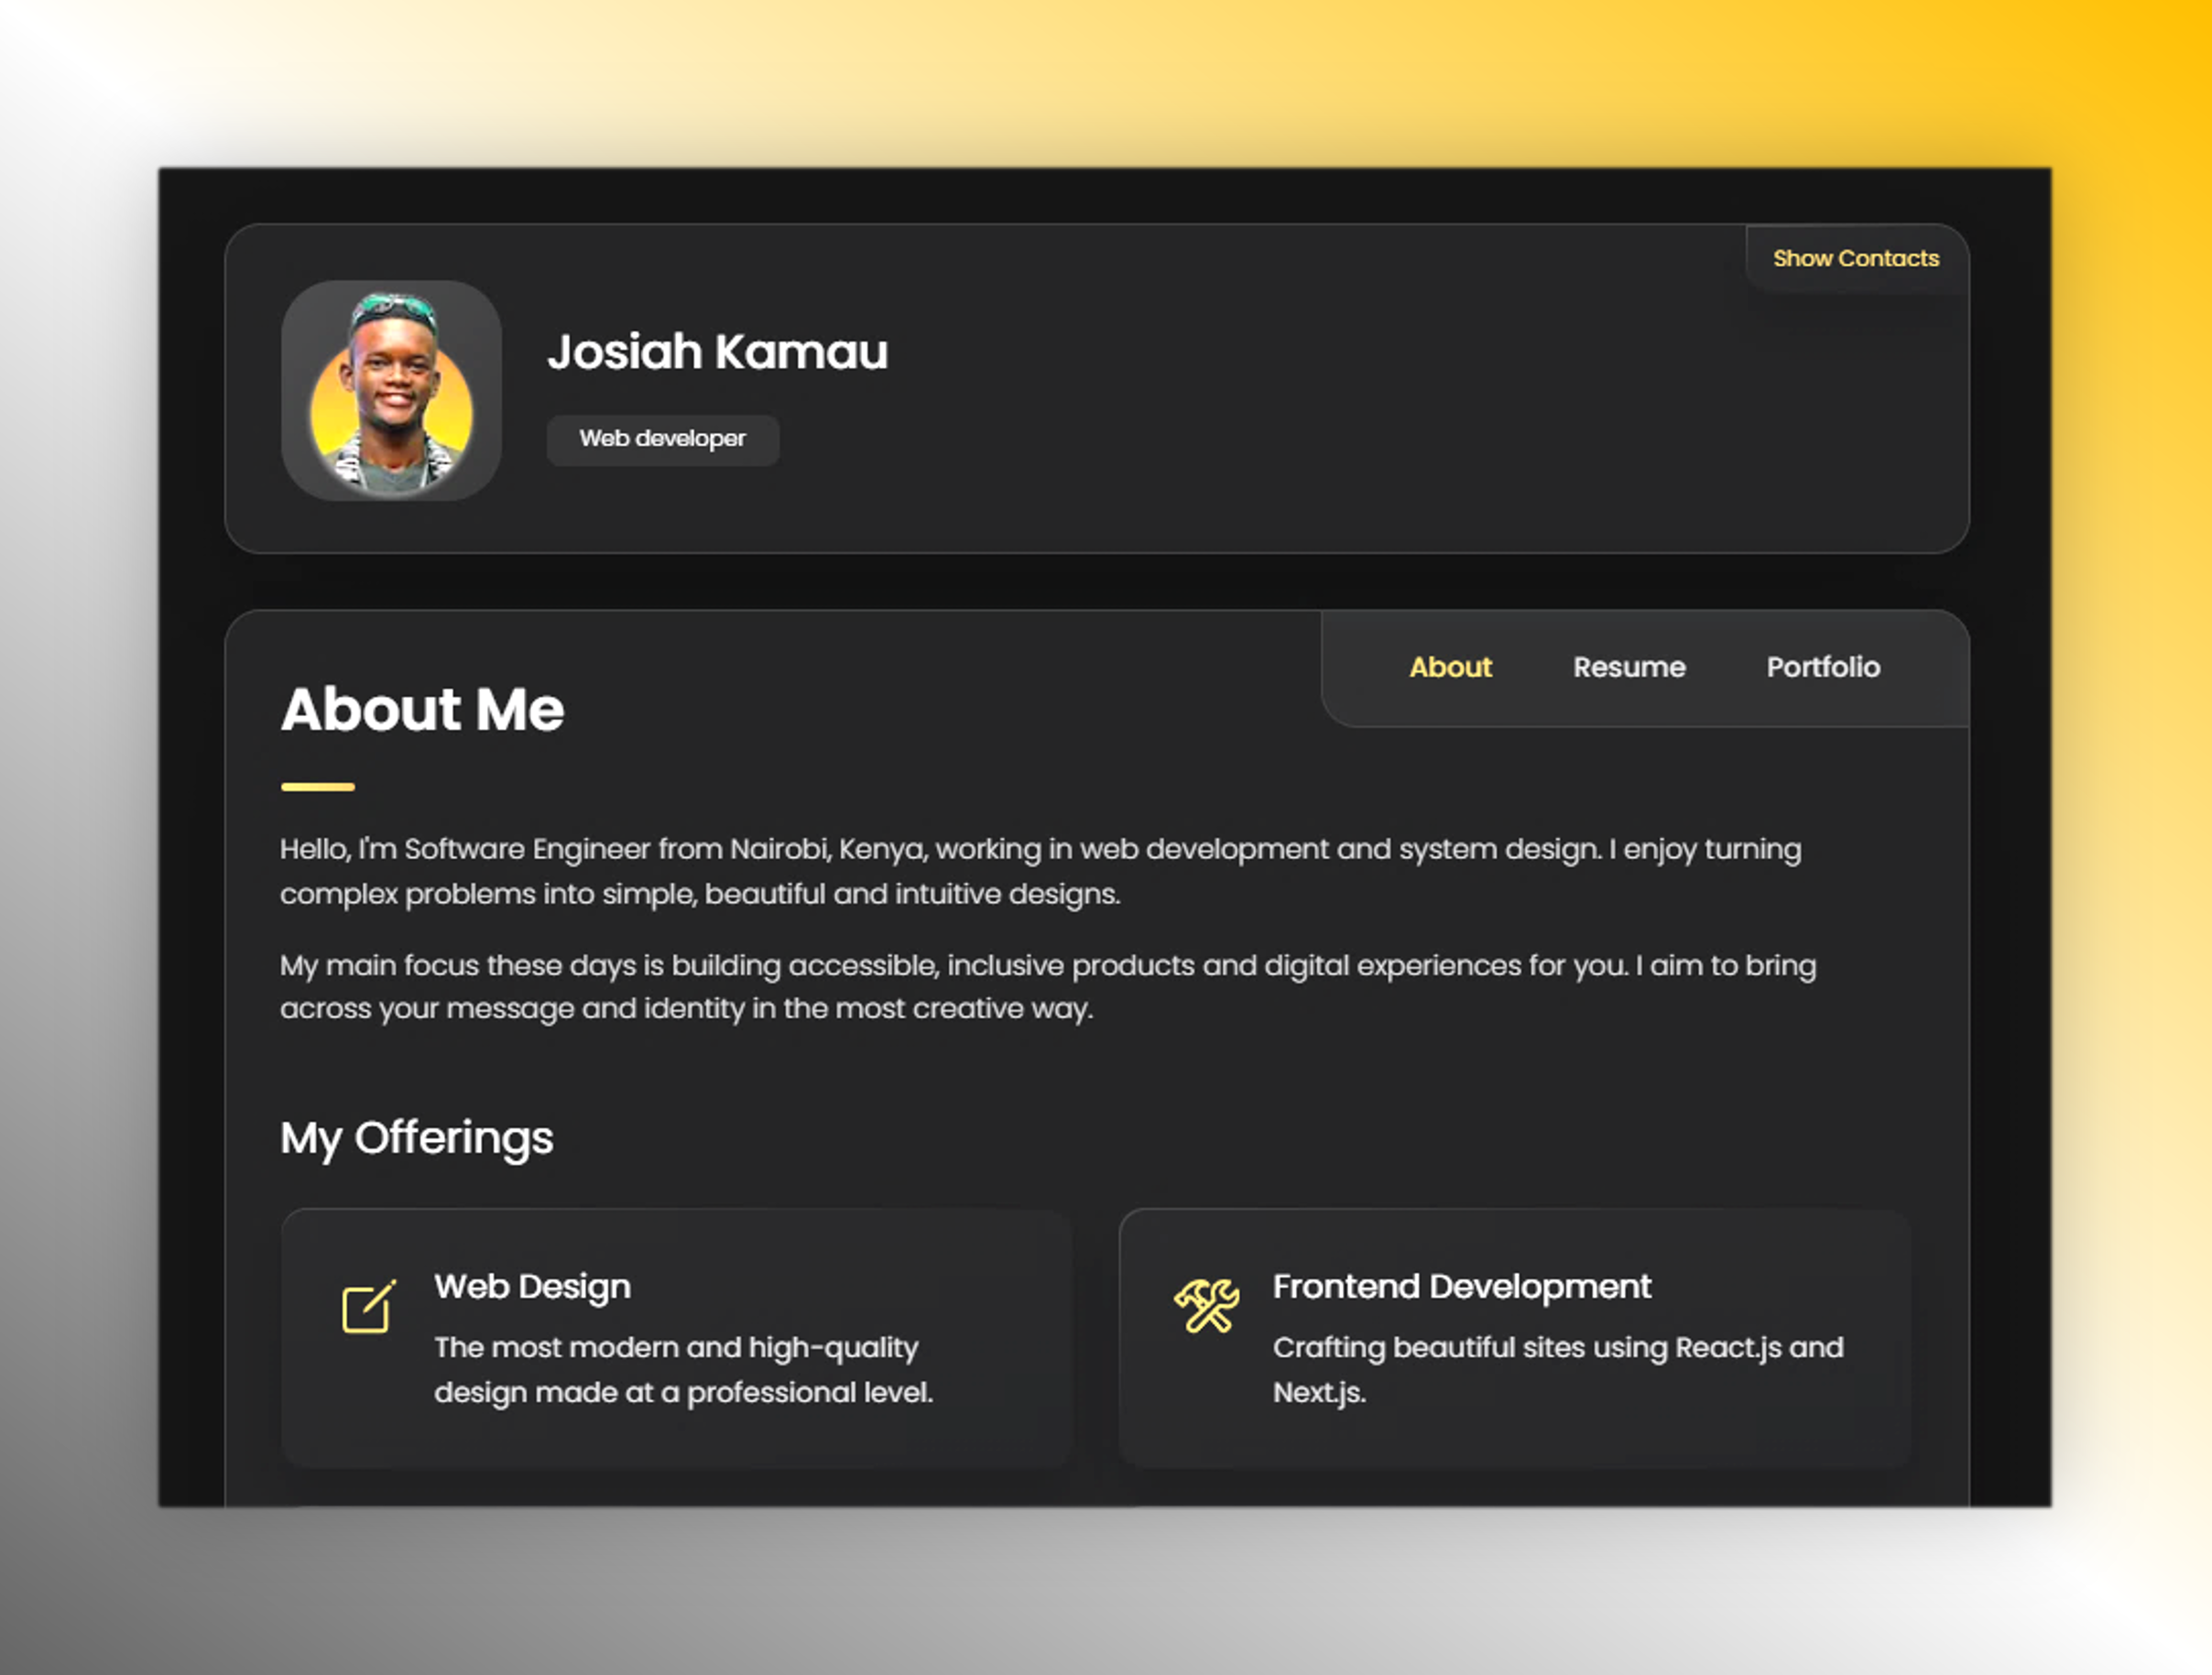 Show Contacts
Josiah Kamau
Web developer
About Resume Portfolio
About Me
Hello, I'm Software Engineer from Nairobi, Kenya, working in web development and system design. I enjoy turning
complex problems into simple, beautiful and intuitive designs.
My main focus these days is building accessible, inclusive products and digital experiences for you. I aim to bring
across your message and identity in the most creative way.
My Offerings
Web Design
The most modern and high-quality
design made at a professional level.
Frontend Development
Crafting beautiful sites using React.js and
Next.js.